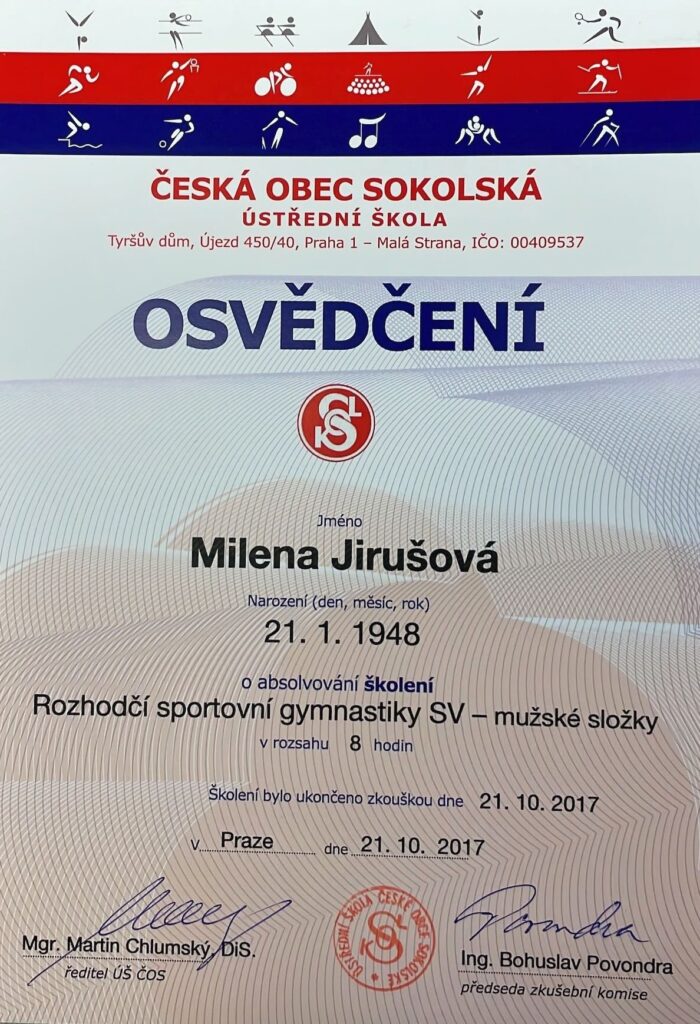 ČESKÁ OBEC SOKOLSKÁ
ÚSTŘEDNÍ ŠKOLA
Tyršův dům, Újezd 450/40, Praha 1 – Malá Strana, IČO: 00409537
OSVĚDČENÍ
SOKOL
Jméno
Milena Jirušová
Narození (den, měsíc, rok)
21. 1. 1948
o absolvování školení
Rozhodčí sportovní gymnastiky SV – mužské složky
v rozsahu 8 hodin
Školení bylo ukončeno zkouškou dne 21. 10. 2017
V Praze dne 21. 10. 2017
Povondra
Mgr. Martin Chlumský, DiS.
ředitel ÚŠ ČOS
ÚSTŘEDNÍ ŠKOLA ČESKÉ OBCE SOKOLSKÉ
SOKOL
Ing. Bohuslav Povondra
předseda zkušební komise